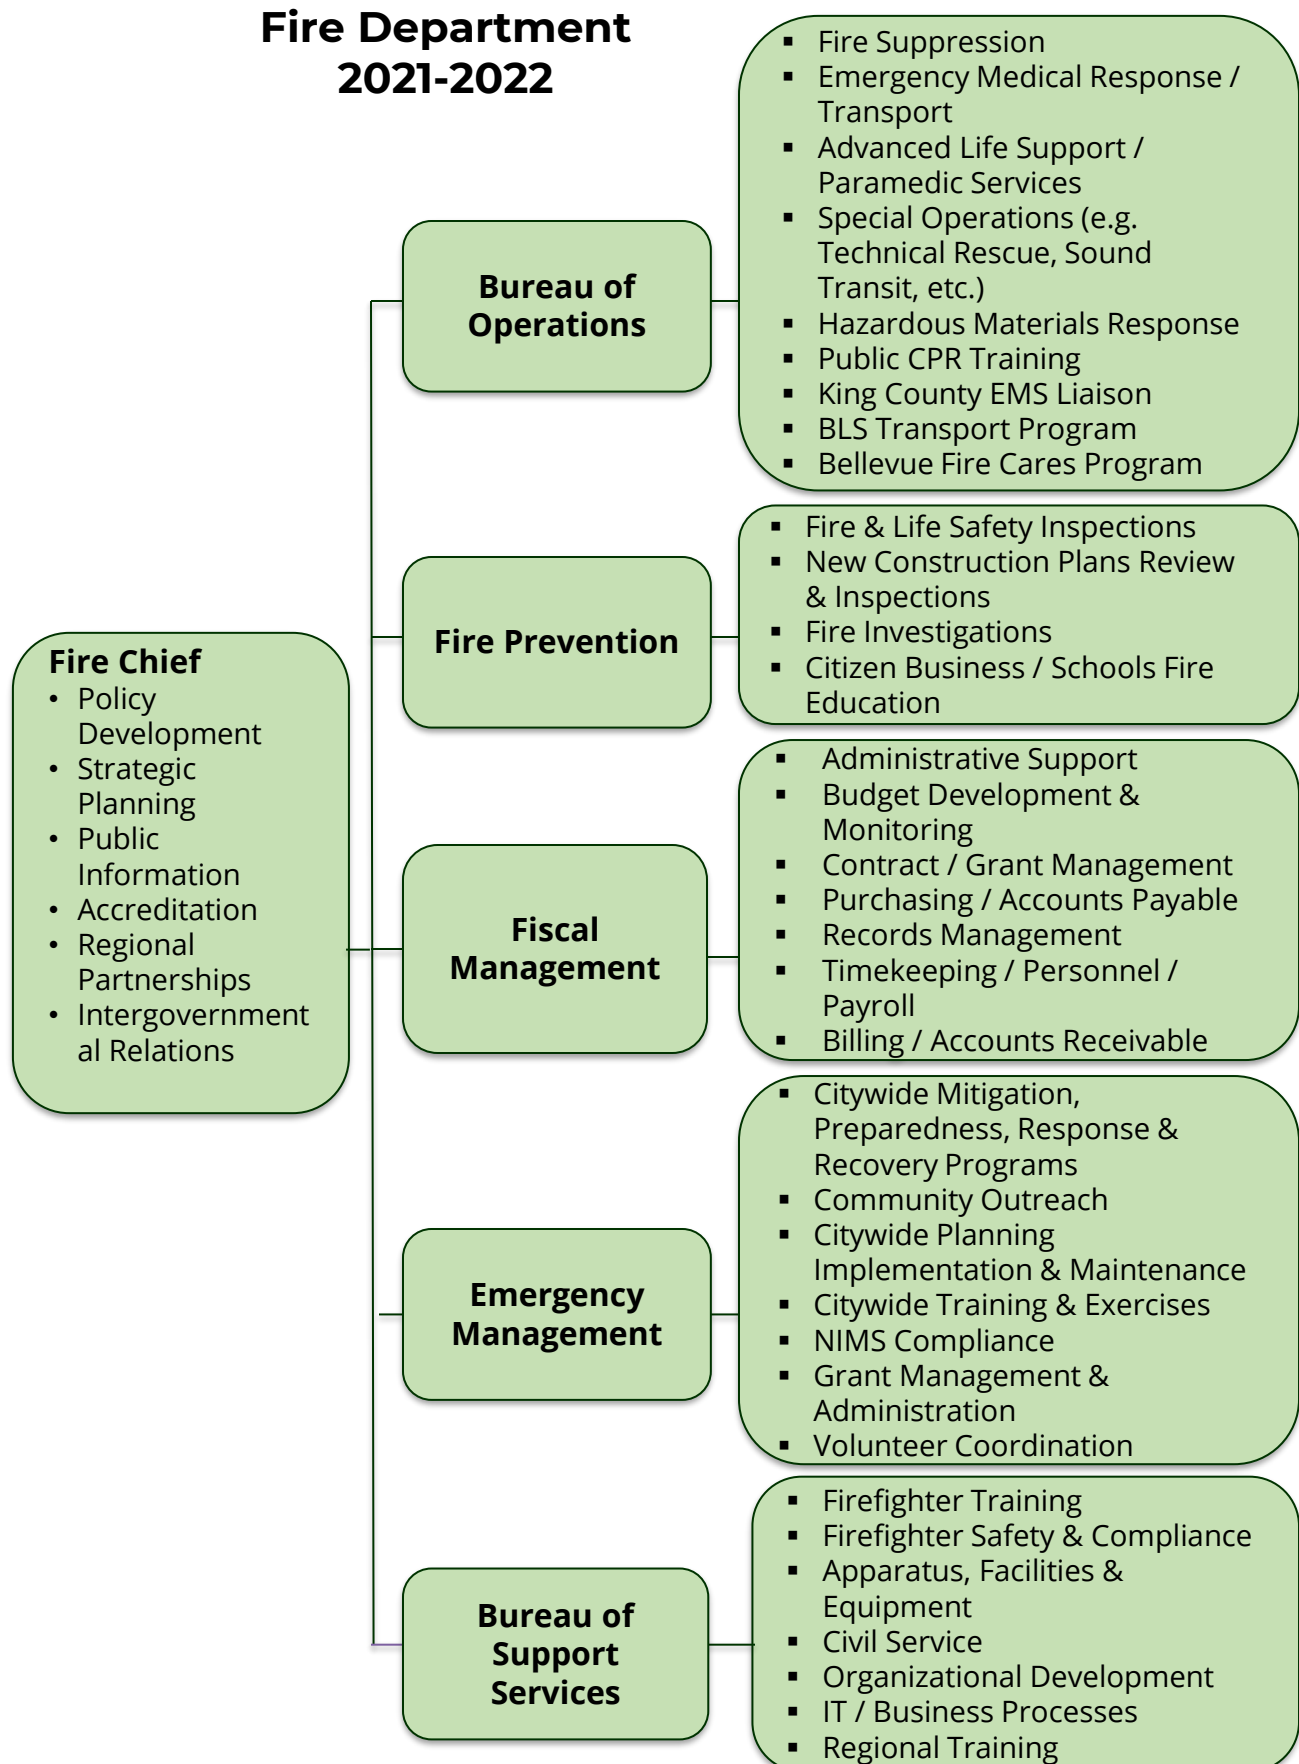 Fire Department
2021-2022
Fire Chief
• Policy
Development
• Strategic
Planning
• Public
Information
• Accreditation
• Regional
Partnerships
• Intergovernment
al Relations
Bureau of
Operations
▪ Fire Suppression
▪ Emergency Medical Response /
Transport
▪ Advanced Life Support /
Paramedic Services
▪ Special Operations (e.g.
Technical Rescue, Sound
Transit, etc.)
▪ Hazardous Materials Response
▪ Public CPR Training
▪ King County EMS Liaison
▪ BLS Transport Program
▪ Bellevue Fire Cares Program
Fire Prevention
▪ Fire & Life Safety Inspections
▪ New Construction Plans Review
& Inspections
▪ Fire Investigations
▪ Citizen Business / Schools Fire
Education
Fiscal
Management
▪ Administrative Support
▪ Budget Development &
Monitoring
▪ Contract / Grant Management
▪ Purchasing / Accounts Payable
▪ Records Management
▪ Timekeeping / Personnel /
Payroll
▪ Billing / Accounts Receivable
Emergency
Management
▪ Citywide Mitigation,
Preparedness, Response &
Recovery Programs
▪ Community Outreach
▪ Citywide Planning
Implementation & Maintenance
▪ Citywide Training & Exercises
▪ NIMS Compliance
▪ Grant Management &
Administration
▪ Volunteer Coordination
Bureau of
Support
Services
▪ Firefighter Training
▪ Firefighter Safety & Compliance
▪ Apparatus, Facilities &
Equipment
▪ Civil Service
▪ Organizational Development
▪ IT / Business Processes
▪ Regional Training